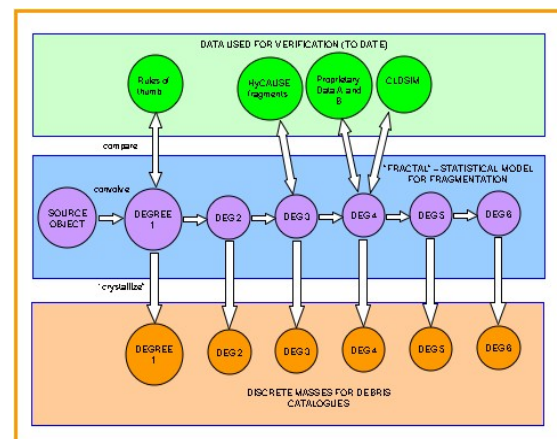 DATA USED FOR VERIFICATION (TO DATE)
Rules of
thumb
HyCAUSE
fragments
Proprietary
Data A and
B
CLDSIM
compare
"FRACTAL" – STATISTICAL MODEL
FOR FRAGMENTATION
convolve
SOURCE
OBJECT
DEGREE
1
DEG2
DEG3
DEG4
DEG5
DEG6
"crystallize"
DEGREE
1
DEG2
DEG3
DEG4
DEG5
DEG6
DISCRETE MASSES FOR DEBRIS
CATALOGUES